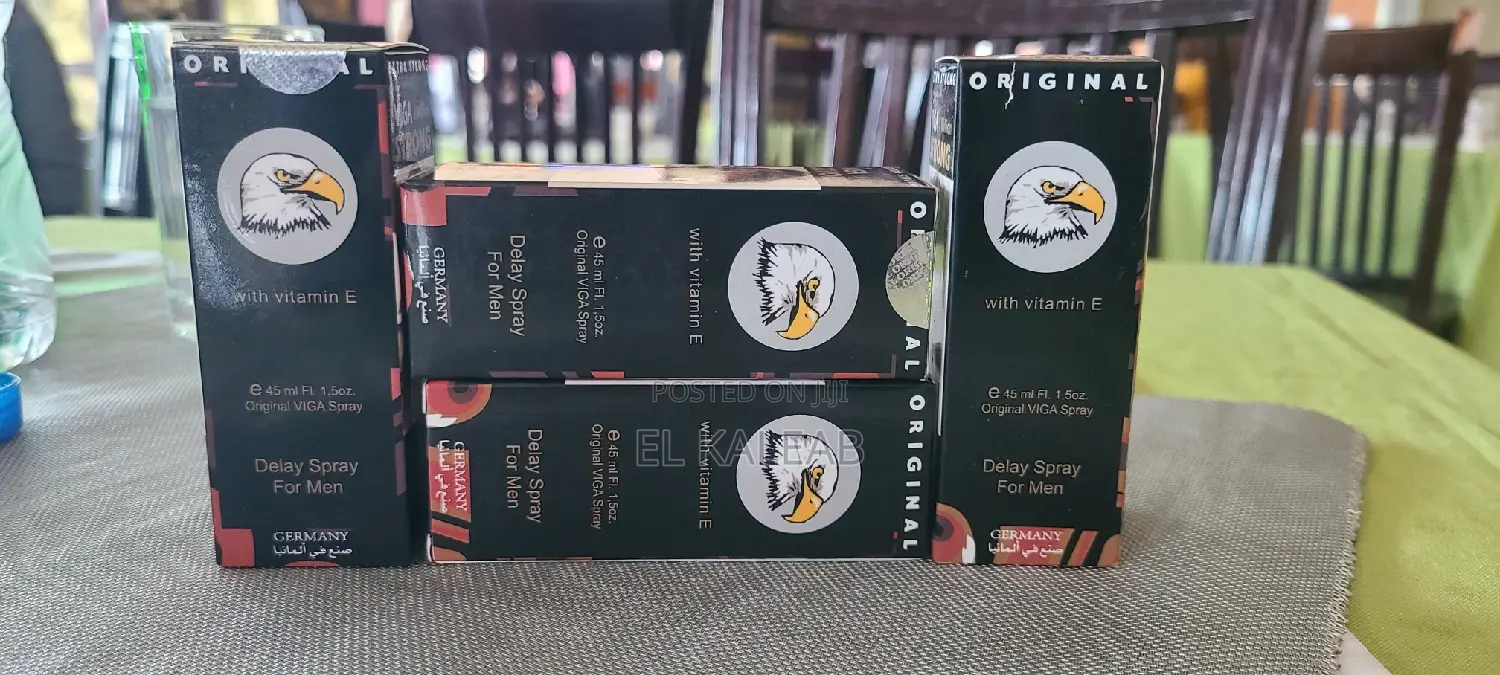 ORIGINAL
STRONG
with vitamin E
e 45 ml Fl. 1,5oz.
Original VIGA Spray
Delay Spray
For Men
GERMANY
صنع في ألمانيا
ORIGINAL
with vitamin E
e 45 ml Fl. 1,5oz.
Original VIGA Spray
Delay Spray
For Men
GERMANY
صنع في ألمانيا
ORIGINAL
with vitamin E
e 45 ml Fl. 1,5oz.
Original VIGA Spray
Delay Spray
For Men
GERMANY
صنع في ألمانيا
ORIGINAL
with vitamin E
e 45 ml Fl. 1,5oz.
Original VIGA Spray
Delay Spray
For Men
GERMANY
صنع في ألمانيا
POSTED ON JIJI
EL KALEAB